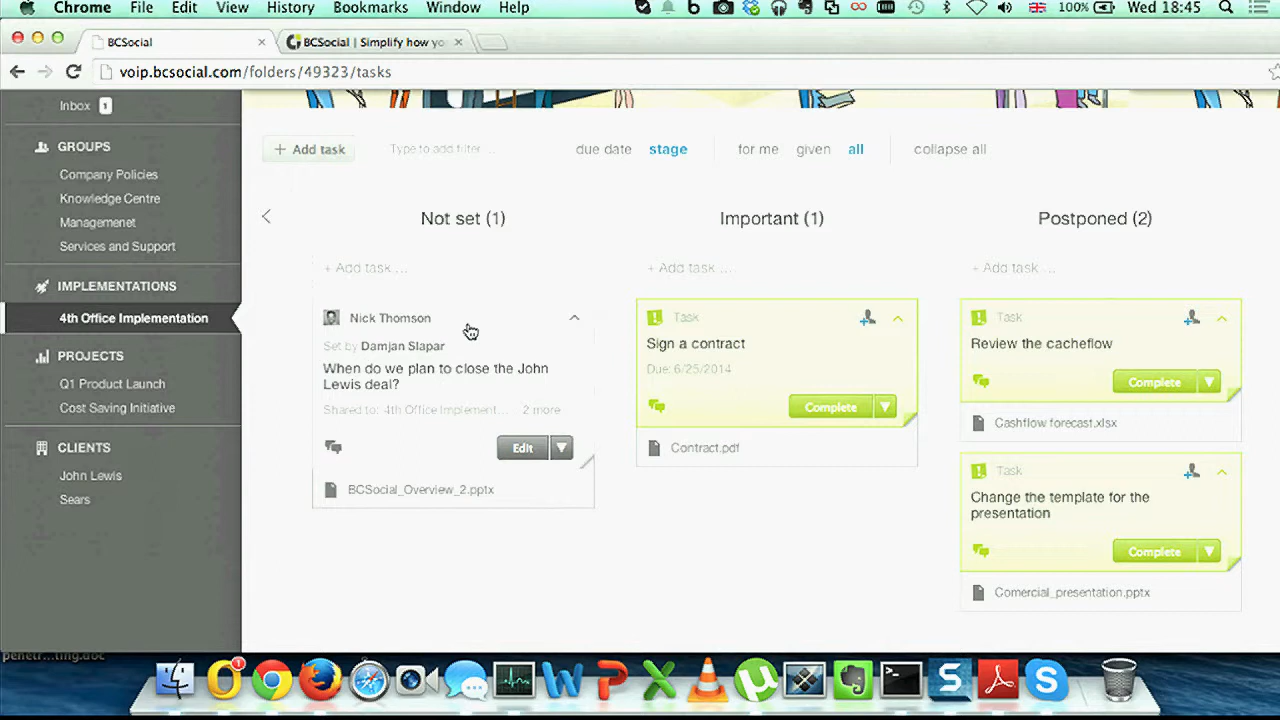 Chrome File Edit View History Bookmarks Window Help 100% Wed 18:45
BCSocial BCSocial | Simplify how yo
voip.bcsocial.com/folders/49323/tasks
Inbox 1
GROUPS
Company Policies
Knowledge Centre
Managemenet
Services and Support
IMPLEMENTATIONS
4th Office Implementation
PROJECTS
Q1 Product Launch
Cost Saving Initiative
CLIENTS
John Lewis
Sears
+ Add task Type to add filter ... due date stage for me given all collapse all
Not set (1)
+ Add task ...
Nick Thomson
Set by Damjan Slapar
When do we plan to close the John
Lewis deal?
Shared to: 4th Office Implement... 2 more
Edit
BCSocial_Overview_2.pptx
Important (1)
+ Add task ...
Task
Sign a contract
Due: 6/25/2014
Complete
Contract.pdf
Postponed (2)
+ Add task ...
Task
Review the cacheflow
Complete
Cashflow forecast.xlsx
Task
Change the template for the
presentation
Complete
Comercial_presentation.pptx